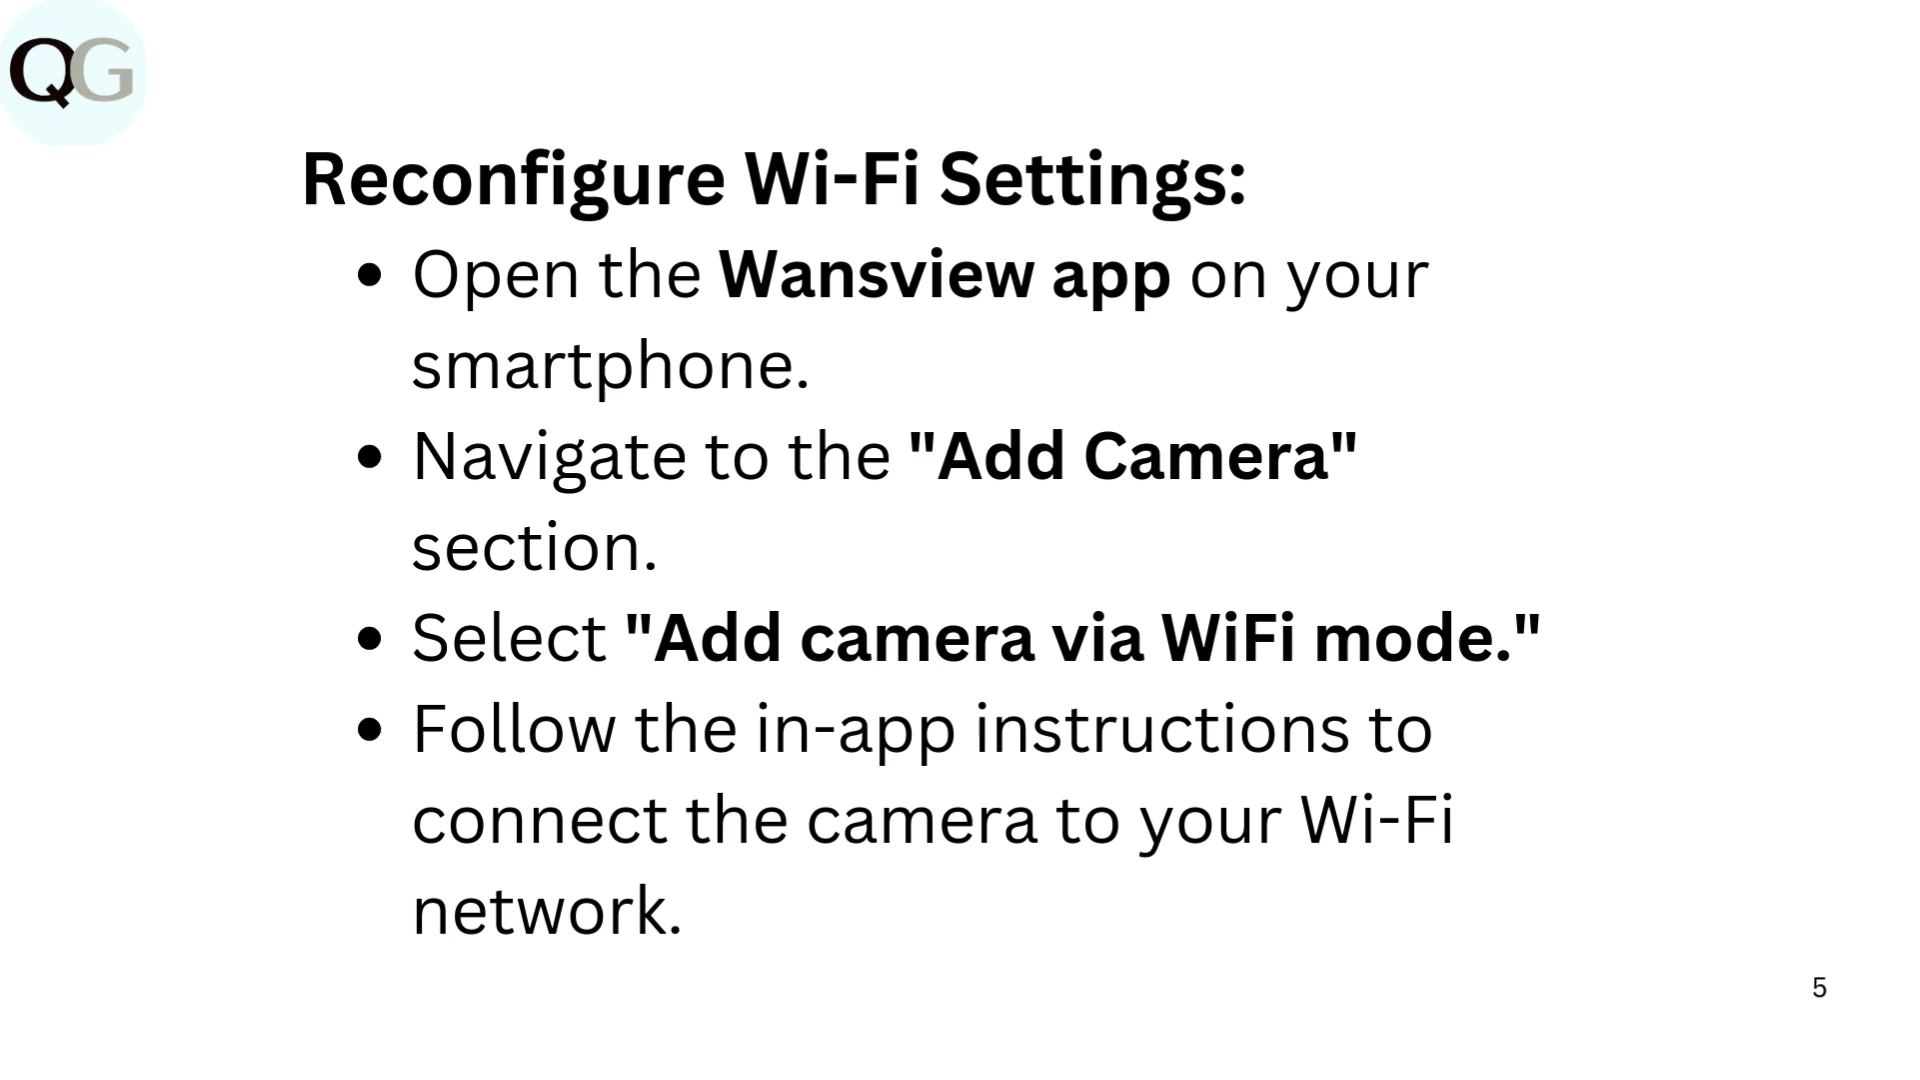 QG
Reconfigure Wi-Fi Settings:
• Open the Wansview app on your
smartphone.
• Navigate to the "Add Camera"
section.
• Select "Add camera via WiFi mode."
• Follow the in-app instructions to
connect the camera to your Wi-Fi
network.
5